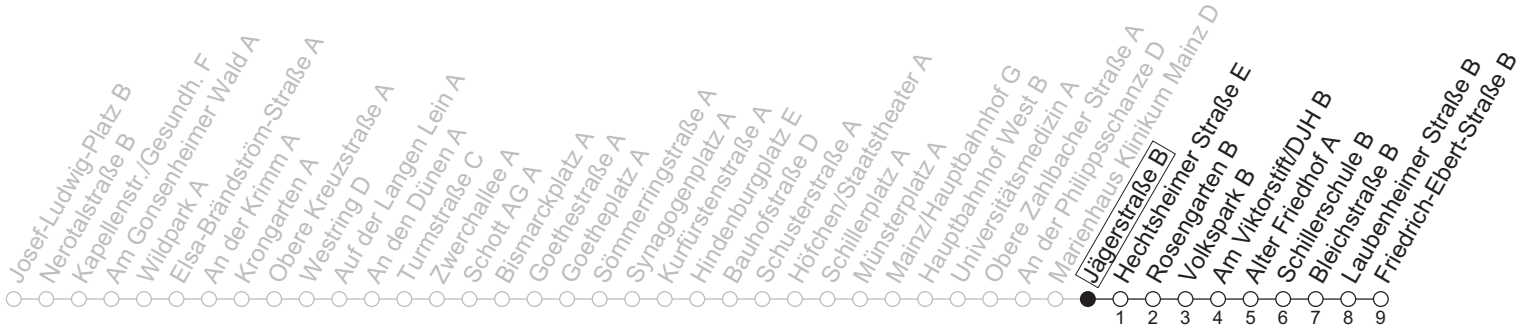 Josef-Ludwig-Platz B
Nerotalstraße B
Kapellenstr./Gesundh. F
Am Gonsenheimer Wald A
Wildpark A
Elsa-Brändström-Straße A
An der Krimm A
Krongarten A
Obere Kreuzstraße A
Westring D
Auf der Langen Lein A
An den Dünen A
Turmstraße C
Zwerchallee A
Schott AG A
Bismarckplatz A
Goethestraße A
Goetheplatz A
Sömmerringstraße A
Synagogenplatz A
Kurfürstenstraße A
Hindenburgplatz E
Bauhofstraße D
Schusterstraße A
Höfchen/Staatstheater A
Schillerplatz A
Münsterplatz A
Mainz/Hauptbahnhof G
Hauptbahnhof West B
Universitätsmedizin A
Obere Zahlbacher Straße A
An der Philippsschanze D
Marienhaus Klinikum Mainz D
Jägerstraße B
Hechtsheimer Straße E
Rosengarten B
Volkspark B
Am Viktorstift/DJH B
Alter Friedhof A
Schillerschule B
Bleichstraße B
Laubenheimer Straße B
Friedrich-Ebert-Straße B
1 2 3 4 5 6 7 8 9